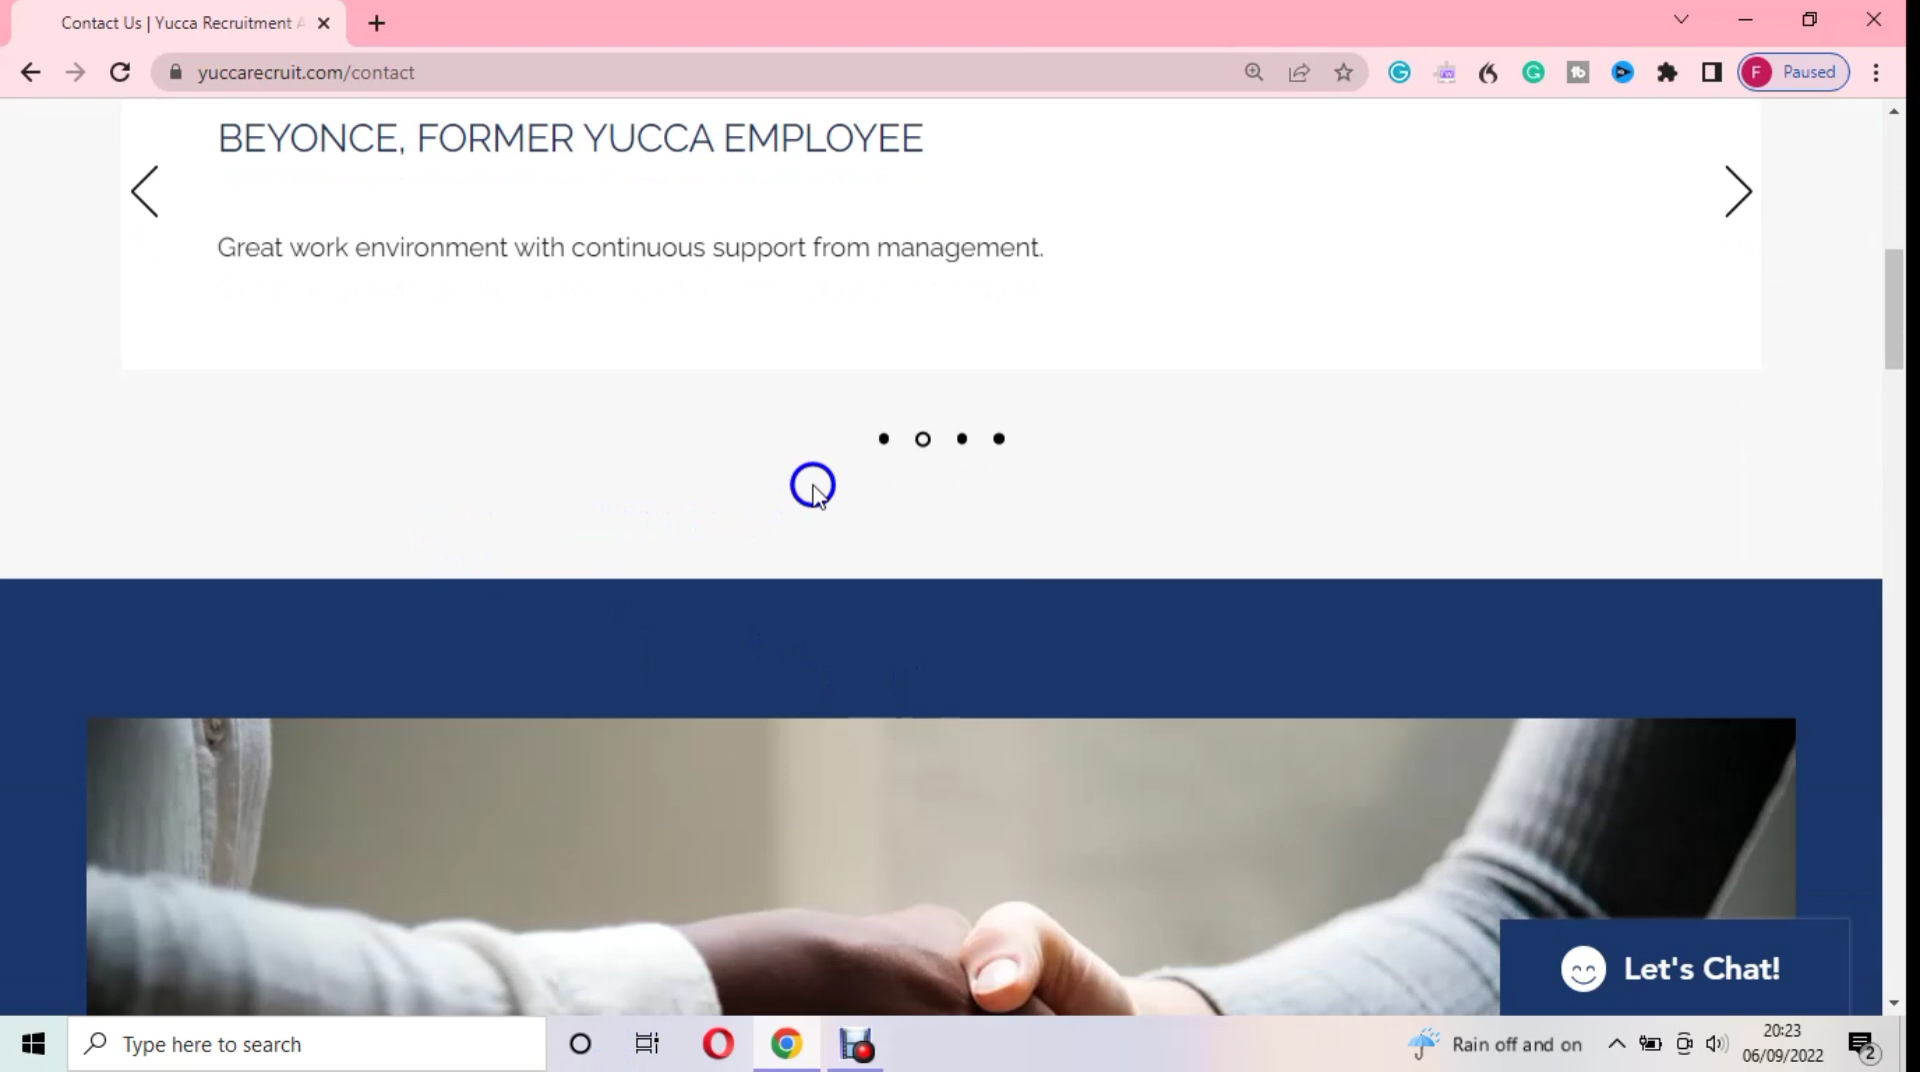 Contact Us | Yucca Recruitment A
yuccarecruit.com/contact
F
Paused
BEYONCE, FORMER YUCCA EMPLOYEE
Great work environment with continuous support from management.
Let's Chat!
Type here to search
Rain off and on
20:23
06/09/2022
2